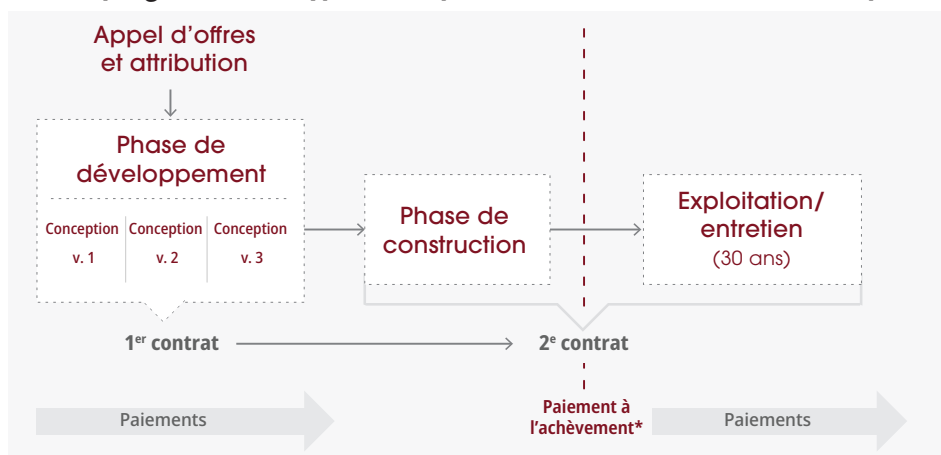 Appel d’offres
et attribution
Phase de
développement
Conception
v. 1
Conception
v. 2
Conception
v. 3
Phase de
construction
Exploitation/
entretien
(30 ans)
1er contrat
2e contrat
Paiements
Paiement à
l’achèvement*
Paiements